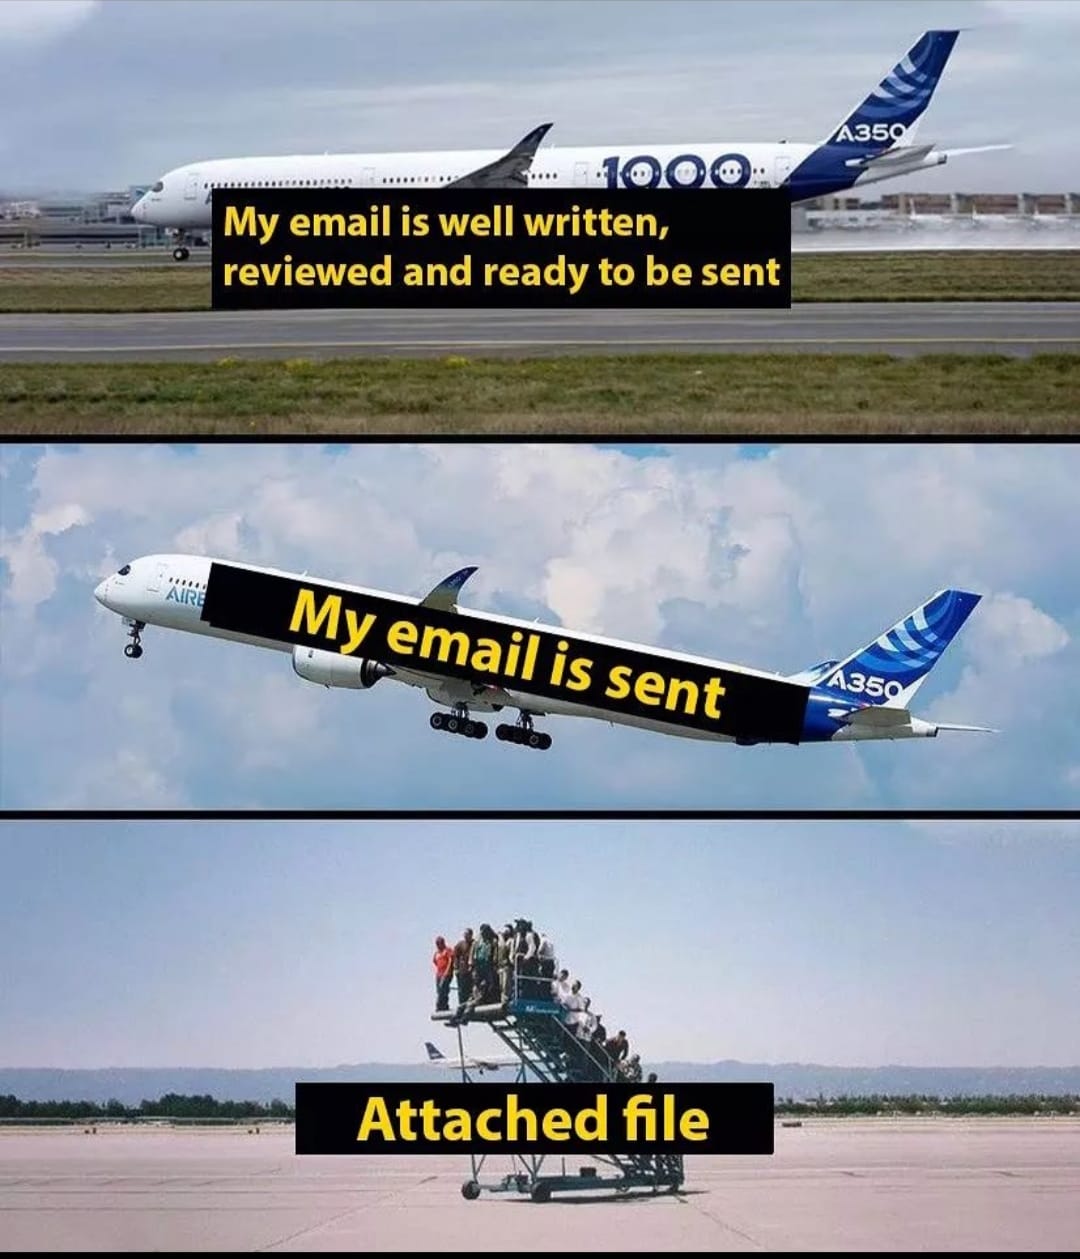 A350
1000
My email is well written,
reviewed and ready to be sent
AIRB
My email is sent
A350
Attached file